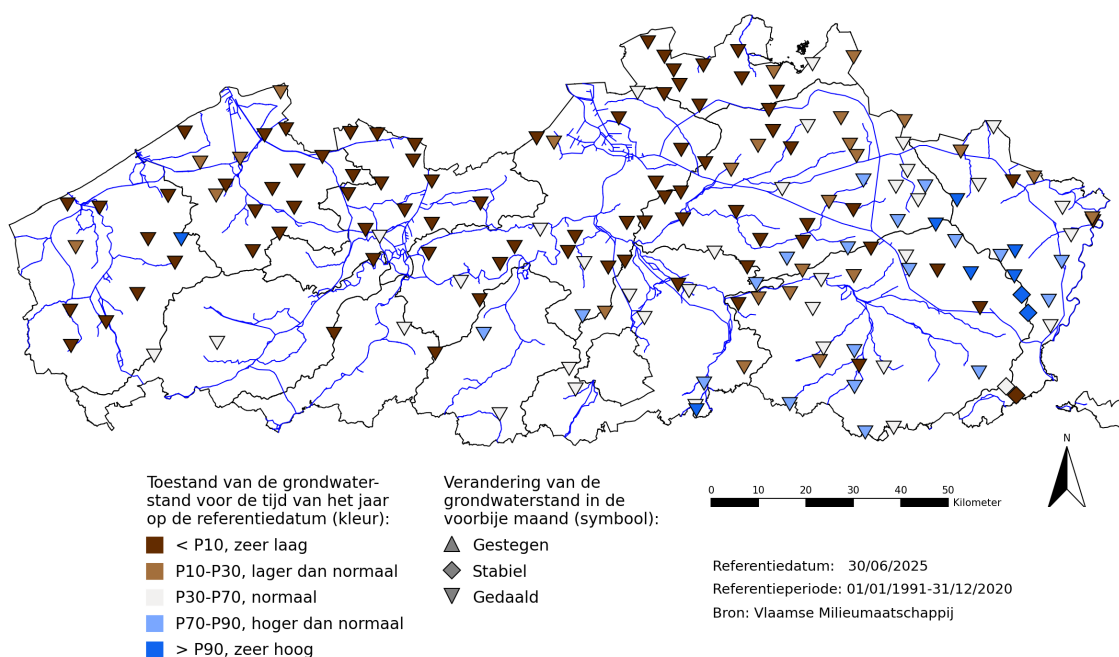 Toestand van de grondwater-
stand voor de tijd van het jaar
op de referentiedatum (kleur):
< P10, zeer laag
P10-P30, lager dan normaal
P30-P70, normaal
P70-P90, hoger dan normaal
> P90, zeer hoog
Verandering van de
grondwaterstand in de
voorbije maand (symbool):
Gestegen
Stabiel
Gedaald
0 10 20 30 40 50
Kilometer
N
Referentiedatum: 30/06/2025
Referentieperiode: 01/01/1991-31/12/2020
Bron: Vlaamse Milieumaatschappij